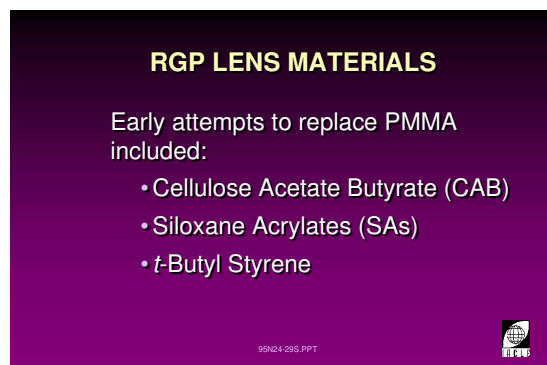 RGP LENS MATERIALS
Early attempts to replace PMMA
included:
• Cellulose Acetate Butyrate (CAB)
• Siloxane Acrylates (SAs)
• t-Butyl Styrene
95N24-29S.PPT
IACLE